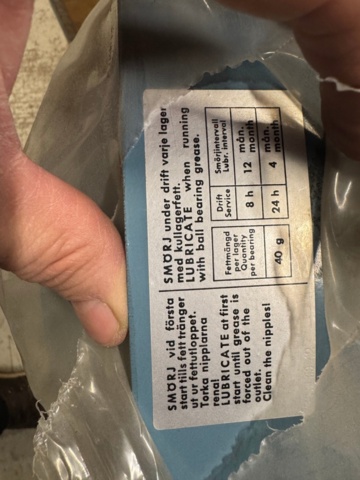 SMÖRJ vid första
start tills fett tränger
ut ur fettutloppet.
Torka nipplarna
rena!
LUBRICATE at first
start until grease is
forced out of the
outlet.
Clean the nipples!
SMÖRJ under drift varje lager
med kullagerfett.
LUBRICATE when running
with ball bearing grease.
Fettmängd
per lager
Quantity
per bearing
40 g
Drift
Service
Smörjintervall
Lubr. interval
8 h
12
mån.
month
24 h
4
mån.
month